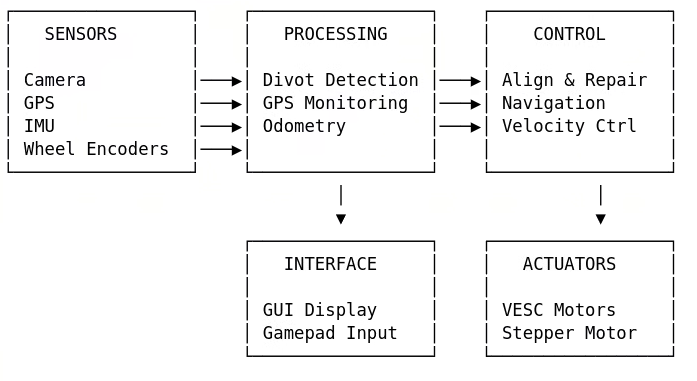 SENSORS
Camera
GPS
IMU
Wheel Encoders
PROCESSING
Divot Detection
GPS Monitoring
Odometry
CONTROL
Align & Repair
Navigation
Velocity Ctrl
INTERFACE
GUI Display
Gamepad Input
ACTUATORS
VESC Motors
Stepper Motor